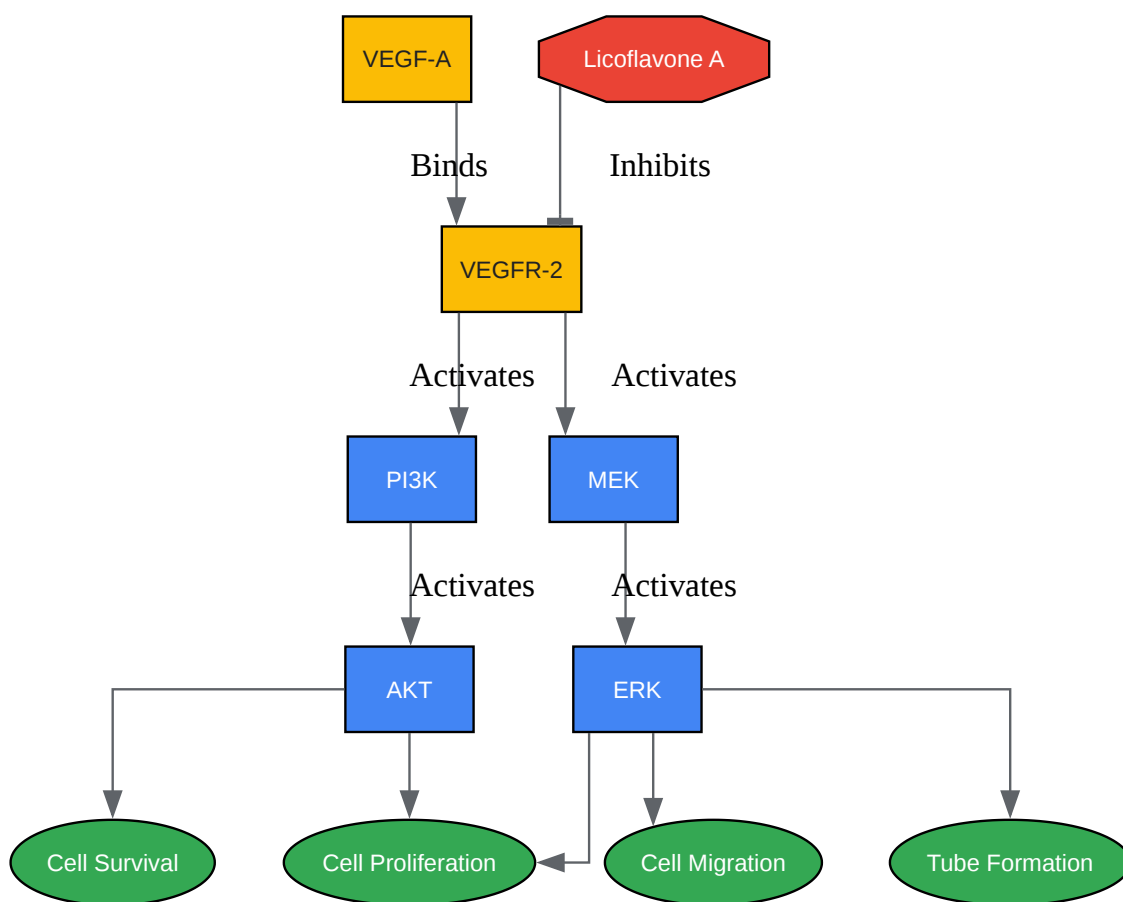 VEGF-A
Licoflavone A
Binds
Inhibits
VEGFR-2
Activates
Activates
PI3K
MEK
Activates
Activates
AKT
ERK
Cell Survival
Cell Proliferation
Cell Migration
Tube Formation